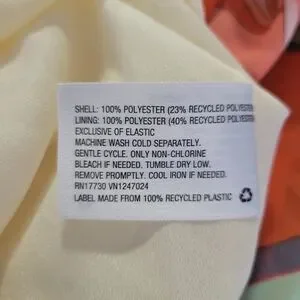 SHELL: 100% POLYESTER (23% RECYCLED POLYESTER
LINING: 100% POLYESTER (40% RECYCLED POLYESTER
EXCLUSIVE OF ELASTIC
MACHINE WASH COLD SEPARATELY.
GENTLE CYCLE. ONLY NON-CHLORINE
BLEACH IF NEEDED. TUMBLE DRY LOW.
REMOVE PROMPTLY. COOL IRON IF NEEDED.
RN17730 VN1247024
LABEL MADE FROM 100% RECYCLED PLASTIC